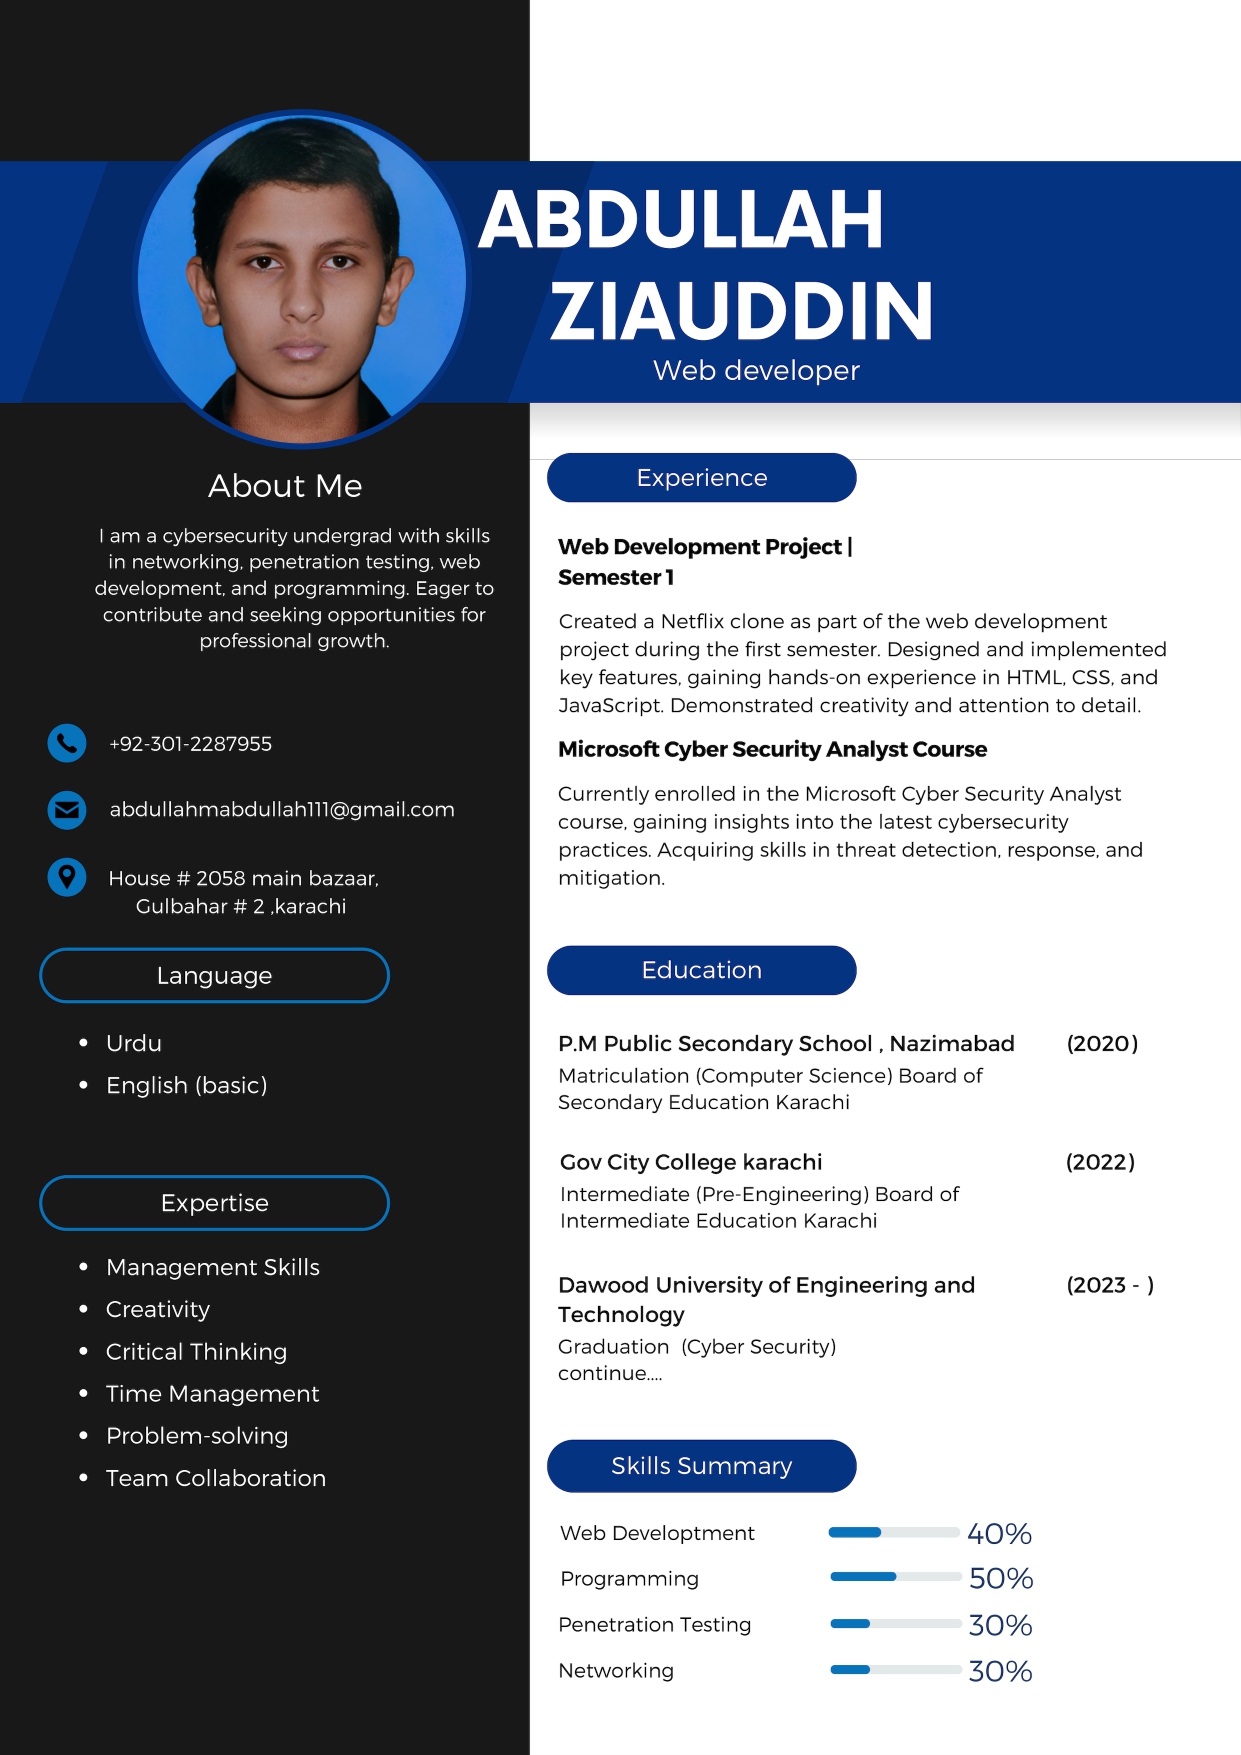 ABDULLAH
ZIAUDDIN
Web developer
About Me
I am a cybersecurity undergrad with skills
in networking, penetration testing, web
development, and programming. Eager to
contribute and seeking opportunities for
professional growth.
+92-301-2287955
abdullahmabdullah111@gmail.com
House # 2058 main bazaar,
Gulbahar # 2 ,karachi
Language
• Urdu
• English (basic)
Expertise
• Management Skills
• Creativity
• Critical Thinking
• Time Management
• Problem-solving
• Team Collaboration
Experience
Web Development Project |
Semester 1
Created a Netflix clone as part of the web development
project during the first semester. Designed and implemented
key features, gaining hands-on experience in HTML, CSS, and
JavaScript. Demonstrated creativity and attention to detail.
Microsoft Cyber Security Analyst Course
Currently enrolled in the Microsoft Cyber Security Analyst
course, gaining insights into the latest cybersecurity
practices. Acquiring skills in threat detection, response, and
mitigation.
Education
P.M Public Secondary School , Nazimabad (2020)
Matriculation (Computer Science) Board of
Secondary Education Karachi
Gov City College karachi (2022)
Intermediate (Pre-Engineering) Board of
Intermediate Education Karachi
Dawood University of Engineering and (2023 - )
Technology
Graduation (Cyber Security)
continue....
Skills Summary
Web Developtment 40%
Programming 50%
Penetration Testing 30%
Networking 30%